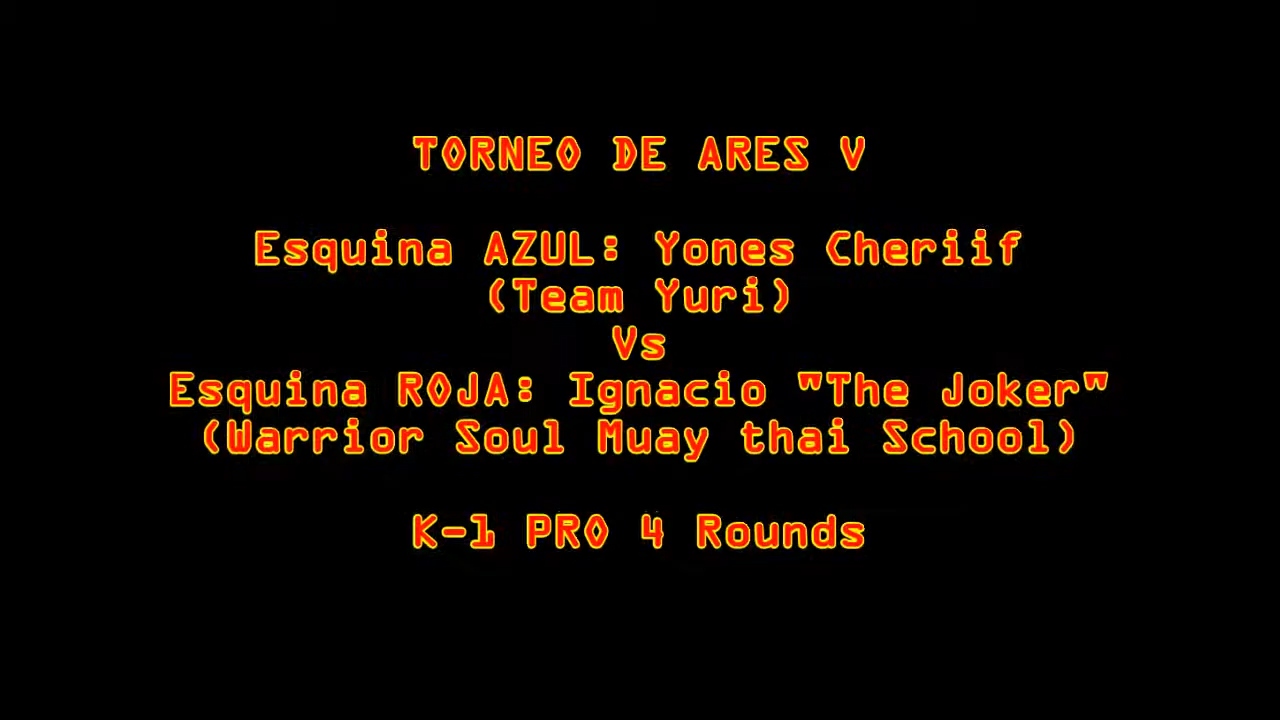 TORNEO DE ARES V
Esquina AZUL: Yones Cheriif
(Team Yuri)
Vs
Esquina ROJA: Ignacio "The Joker"
(Warrior Soul Muay thai School)
K-1 PRO 4 Rounds